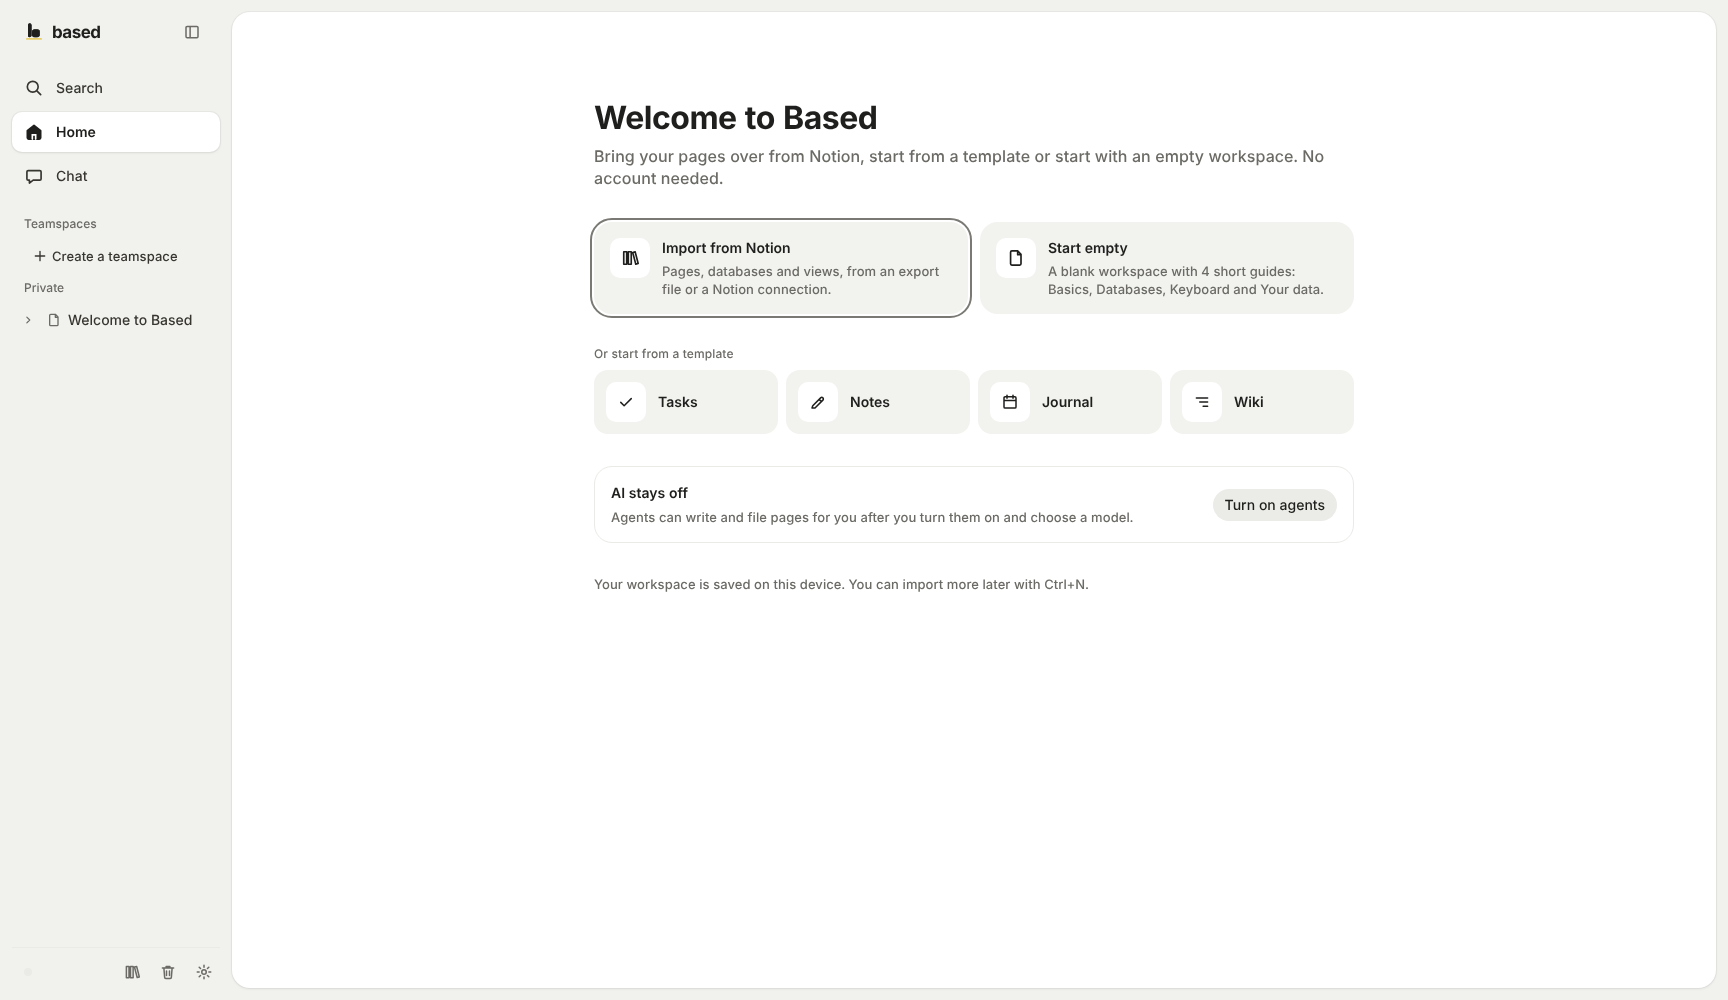 based
Search
Home
Chat
Teamspaces
Create a teamspace
Private
Welcome to Based
Welcome to Based
Bring your pages over from Notion, start from a template or start with an empty workspace. No
account needed.
Import from Notion
Pages, databases and views, from an export
file or a Notion connection.
Start empty
A blank workspace with 4 short guides:
Basics, Databases, Keyboard and Your data.
Or start from a template
Tasks
Notes
Journal
Wiki
AI stays off
Agents can write and file pages for you after you turn them on and choose a model.
Turn on agents
Your workspace is saved on this device. You can import more later with Ctrl+N.